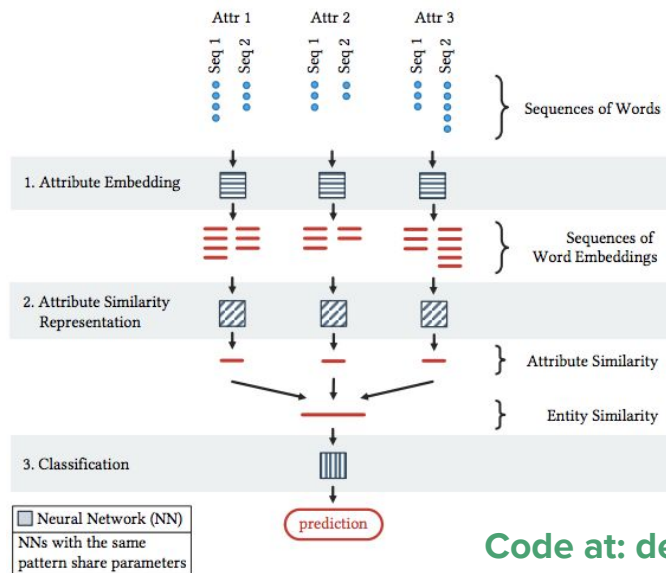 Attr 1 Attr 2 Attr 3
Seq 1 Seq 2 Seq 1 Seq 2 Seq 1 Seq 2
Sequences of Words
1. Attribute Embedding
Sequences of
Word Embeddings
2. Attribute Similarity
Representation
Attribute Similarity
Entity Similarity
3. Classification
prediction
Neural Network (NN)
NNs with the same
pattern share parameters
Code at: de